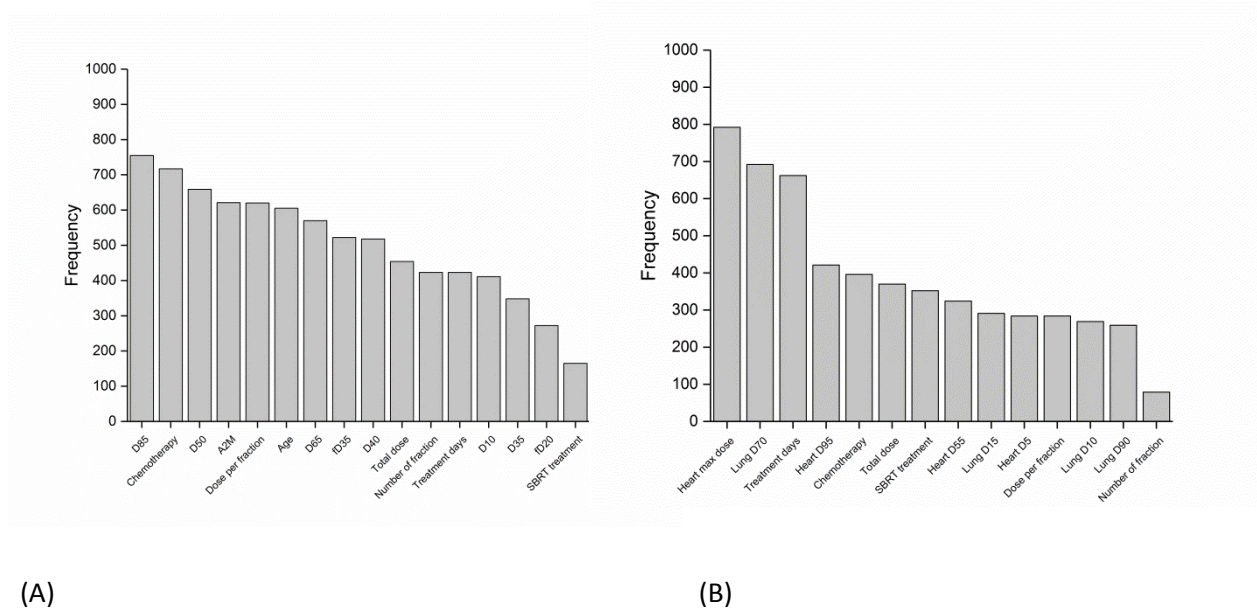 1000
900
800
700
600
500
400
300
200
100
0
Frequency
D85
Chemotherapy
D50
A2M
Dose per fraction
Age
D65
fD35
D40
Total dose
Number of fraction
Treatment days
D10
D35
fD20
SBRT treatment
(A)
1000
900
800
700
600
500
400
300
200
100
0
Frequency
Heart max dose
Lung D70
Treatment days
Heart D95
Chemotherapy
Total dose
SBRT treatment
Heart D55
Lung D15
Heart D5
Dose per fraction
Lung D10
Lung D90
Number of fraction
(B)